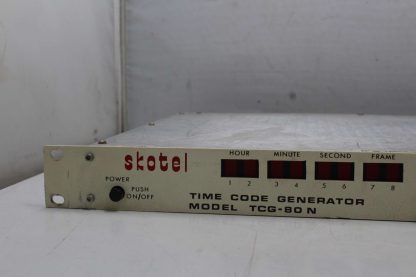 skotel
HOUR MINUTE SECOND FRAME
1 2 3 4 5 6 7 8
POWER
PUSH
ON/OFF
TIME CODE GENERATOR
MODEL TCG-80 N